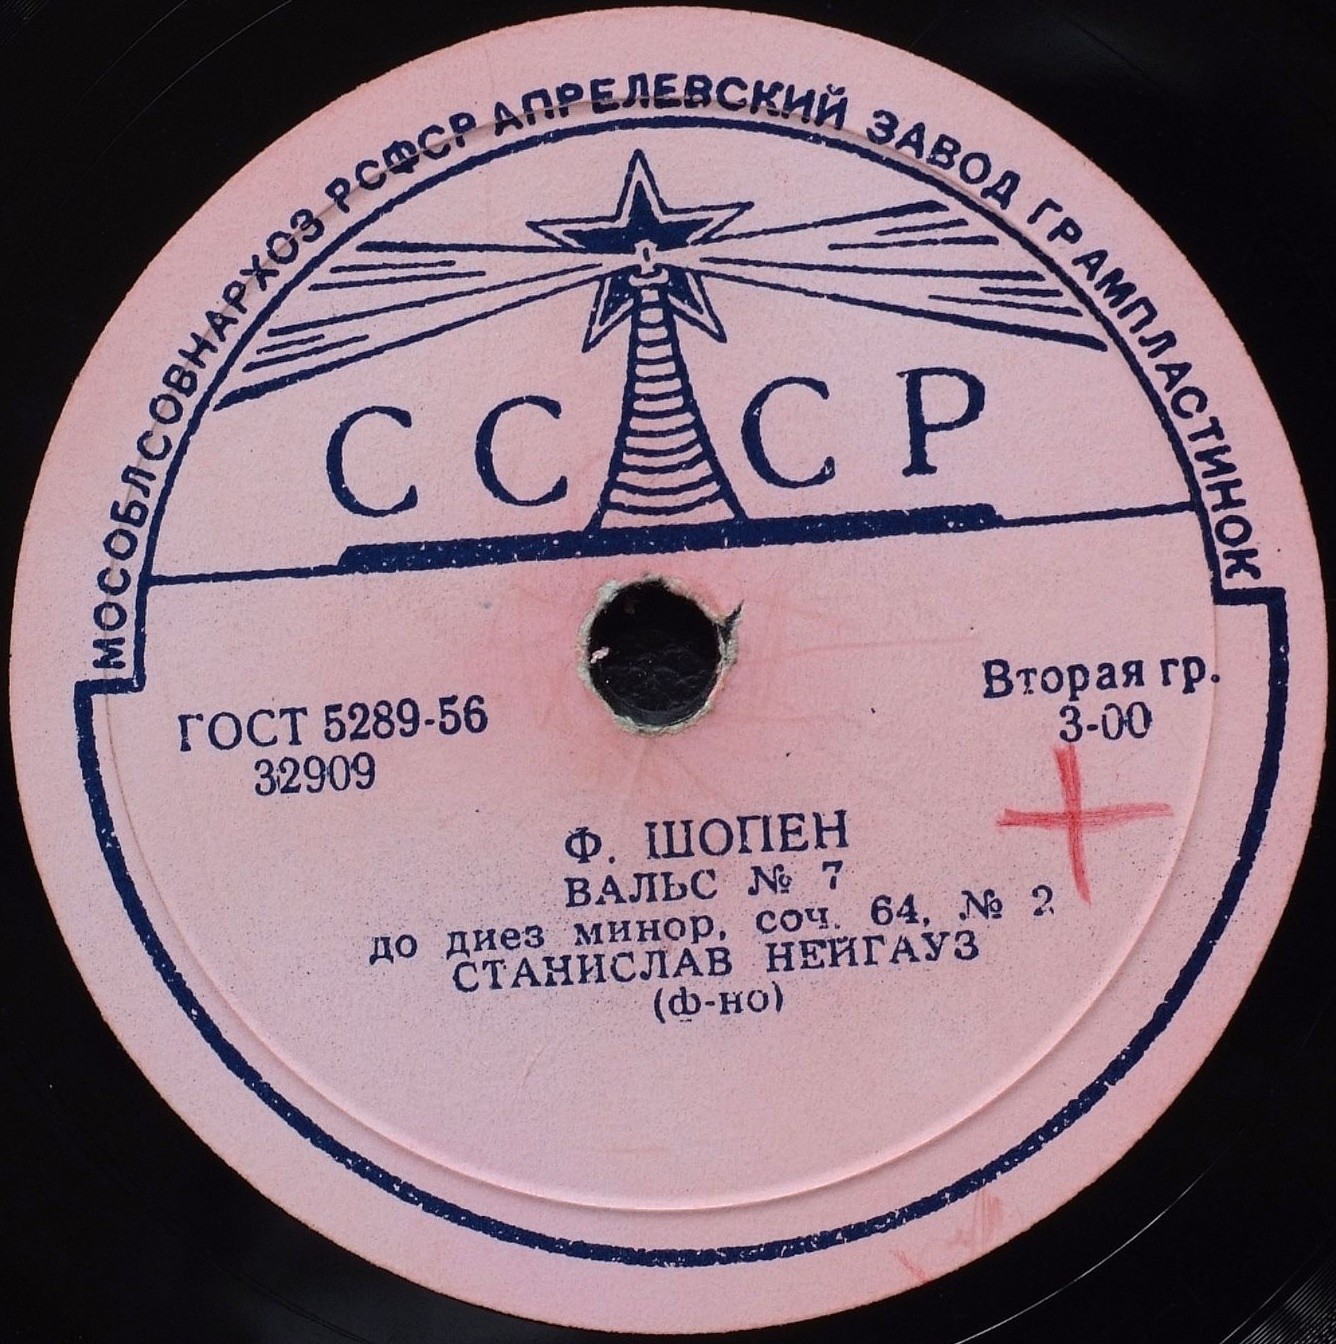 МОСОБЛСОВНАРХОЗ РСФСР АПРЕЛЕВСКИЙ ЗАВОД ГРАМПЛАСТИНОК
СССР
ГОСТ 5289-56
32909
Вторая гр.
3-00
Ф. ШОПЕН
ВАЛЬС № 7
до диез минор, соч. 64, № 2
СТАНИСЛАВ НЕЙГАУЗ
(ф-но)